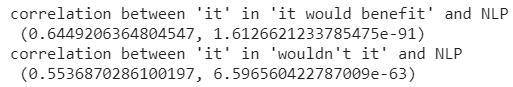 correlation between 'it' in 'it would benefit' and NLP
(0.6449206364804547, 1.6126621233785475e-91)
correlation between 'it' in 'wouldn't it' and NLP
(0.5536870286100197, 6.596560422787009e-63)